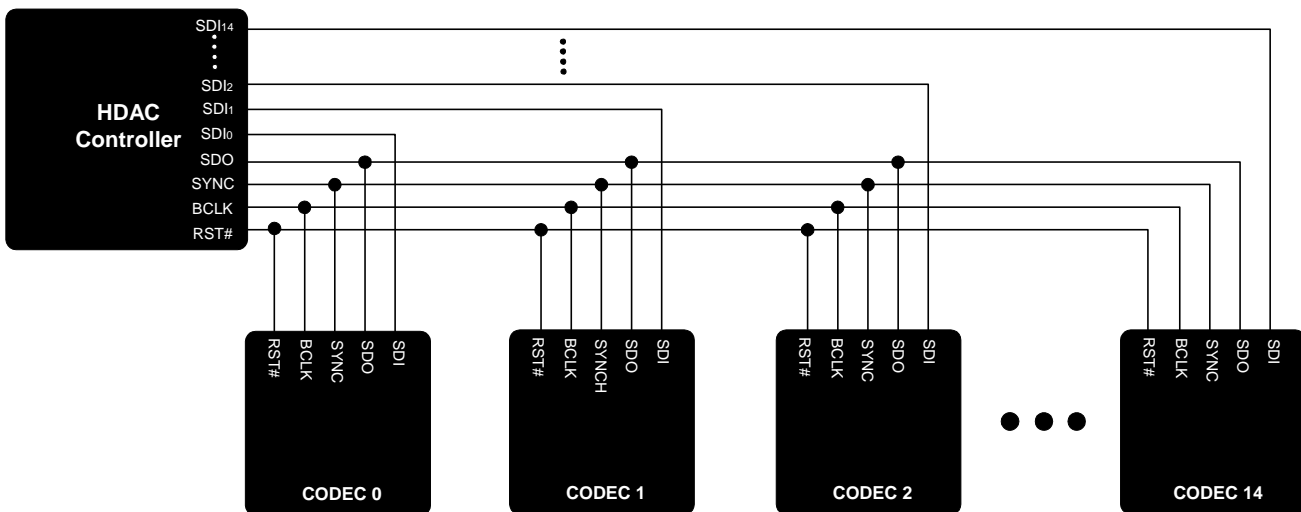 SDI14
SDI2
HDAC
Controller
SDI1
SDI0
SDO
SYNC
BCLK
RST#
RST#
BCLK
SYNC
SDO
SDI
CODEC 0
RST#
BCLK
SYNCH
SDO
SDI
CODEC 1
RST#
BCLK
SYNC
SDO
SDI
CODEC 2
RST#
BCLK
SYNC
SDO
SDI
CODEC 14